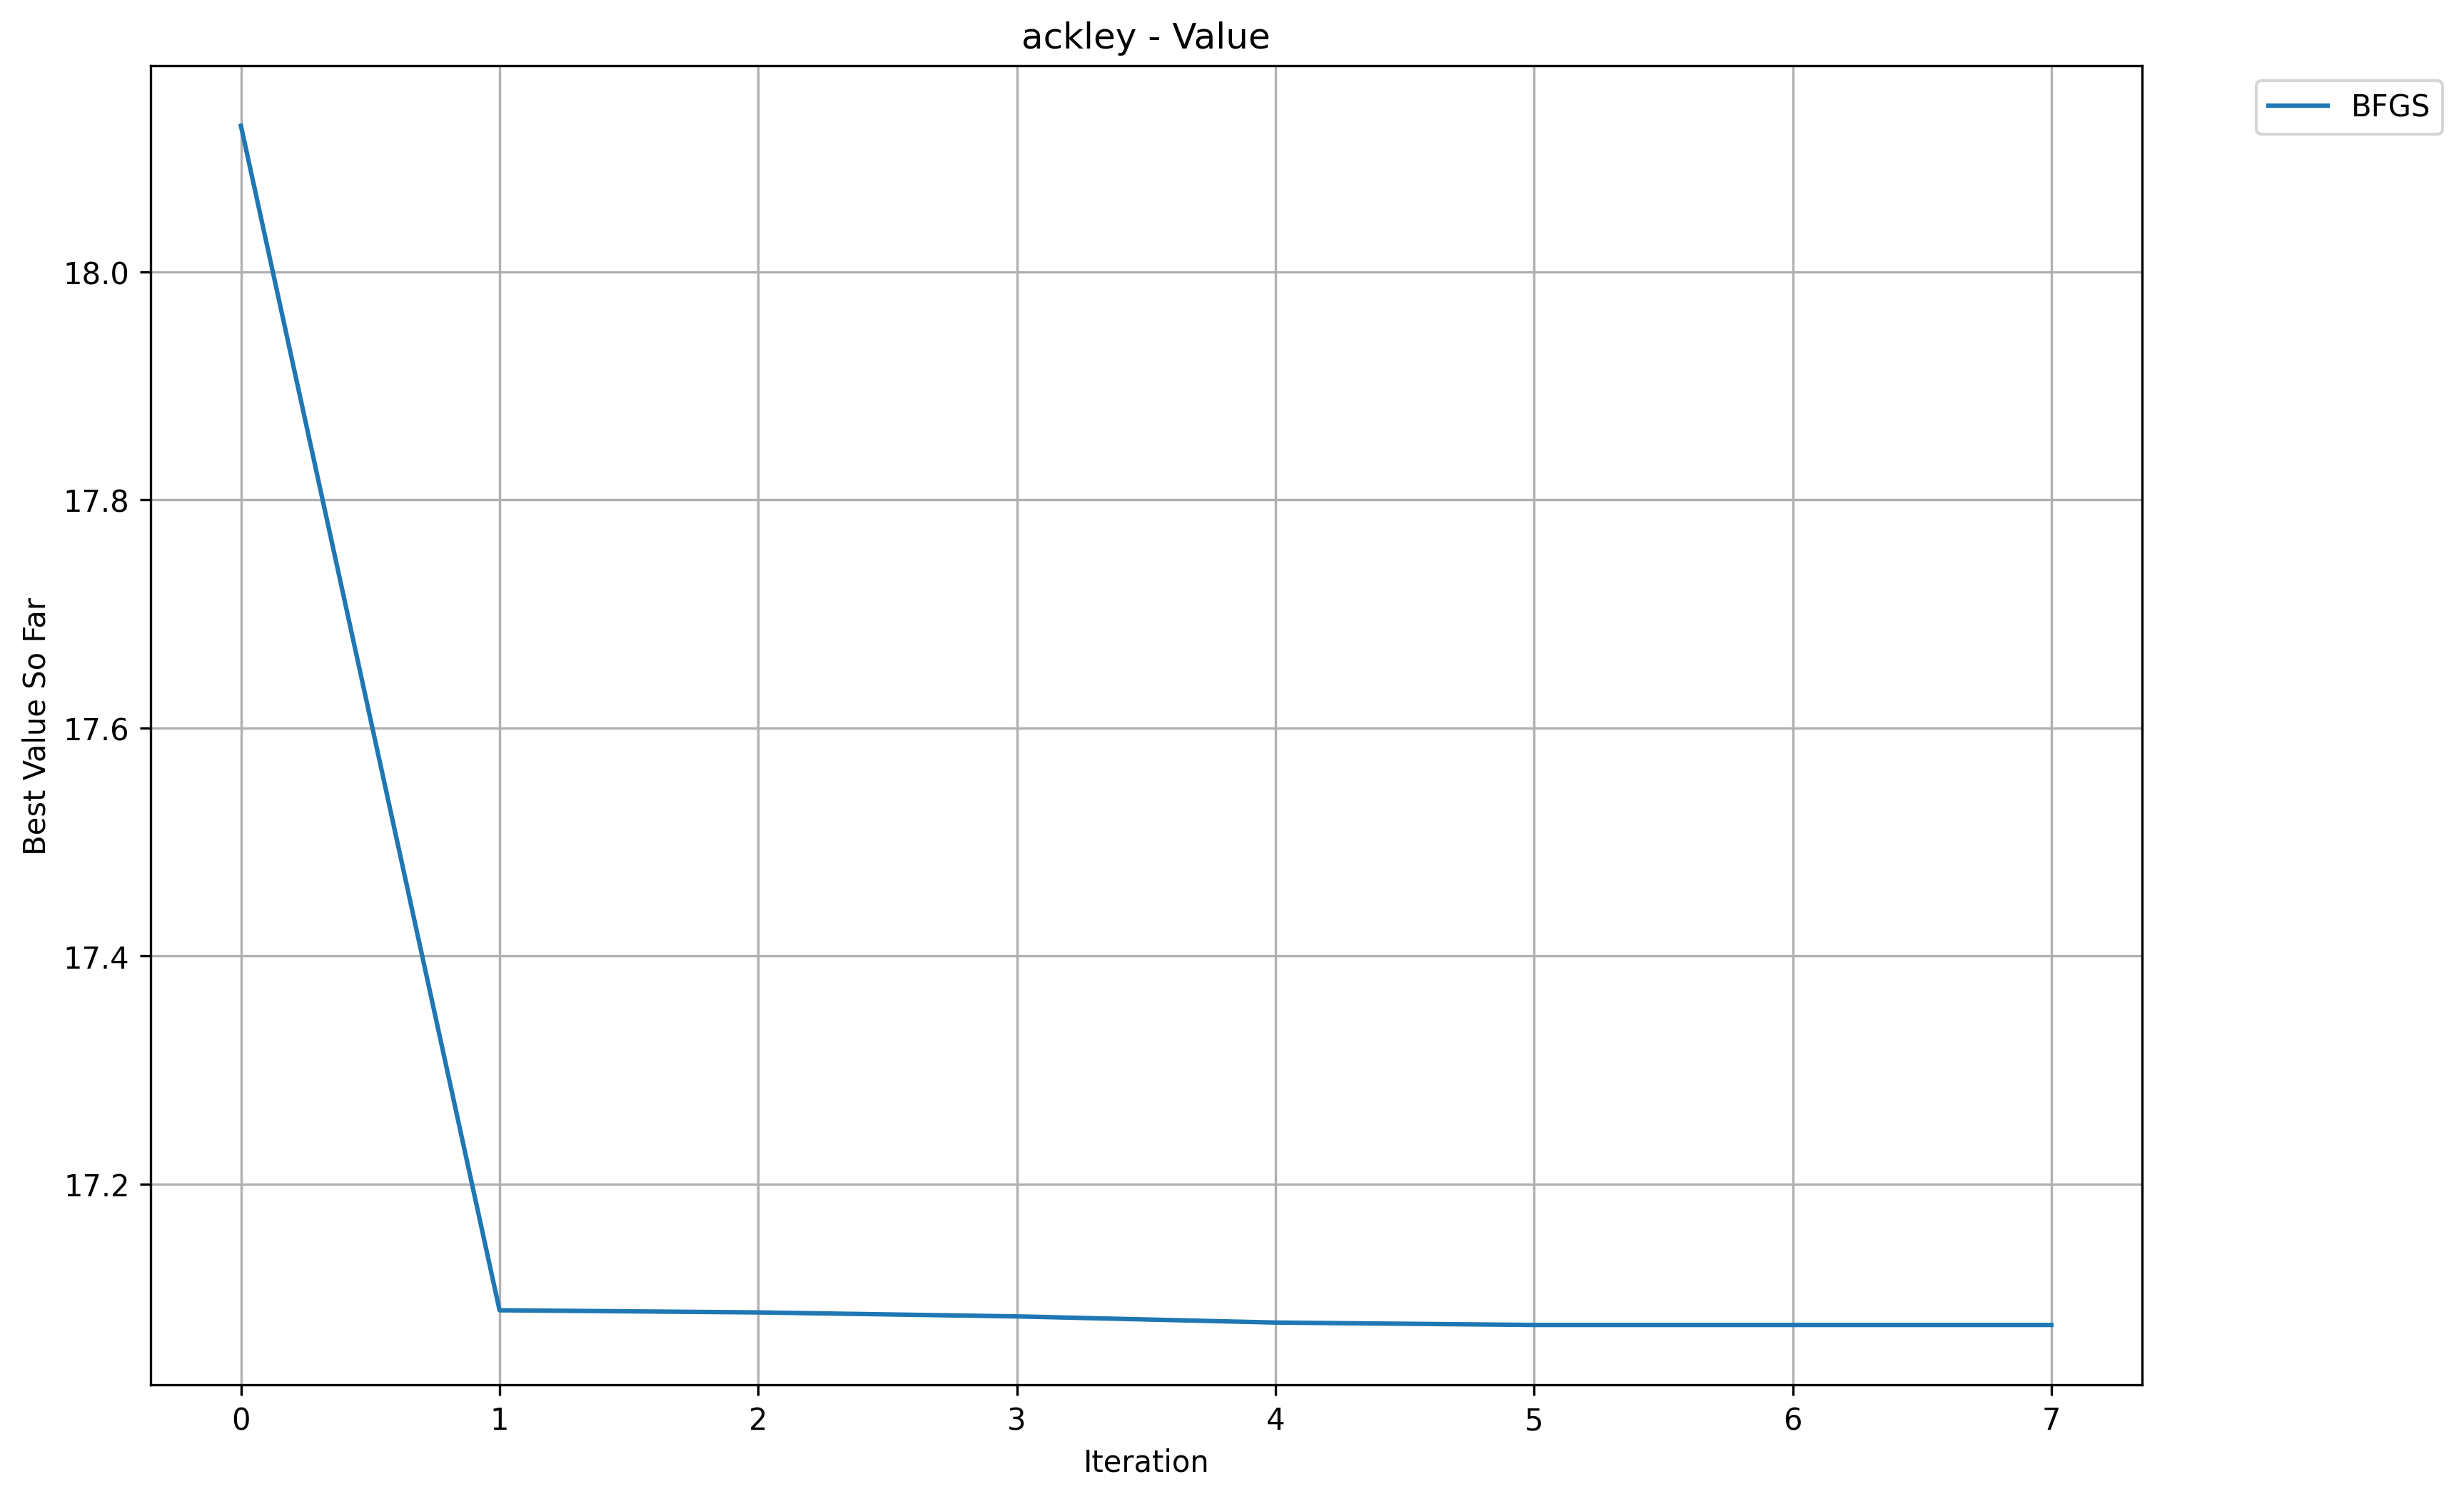 ackley - Value
BFGS
Best Value So Far
18.0
17.8
17.6
17.4
17.2
0 1 2 3 4 5 6 7
Iteration